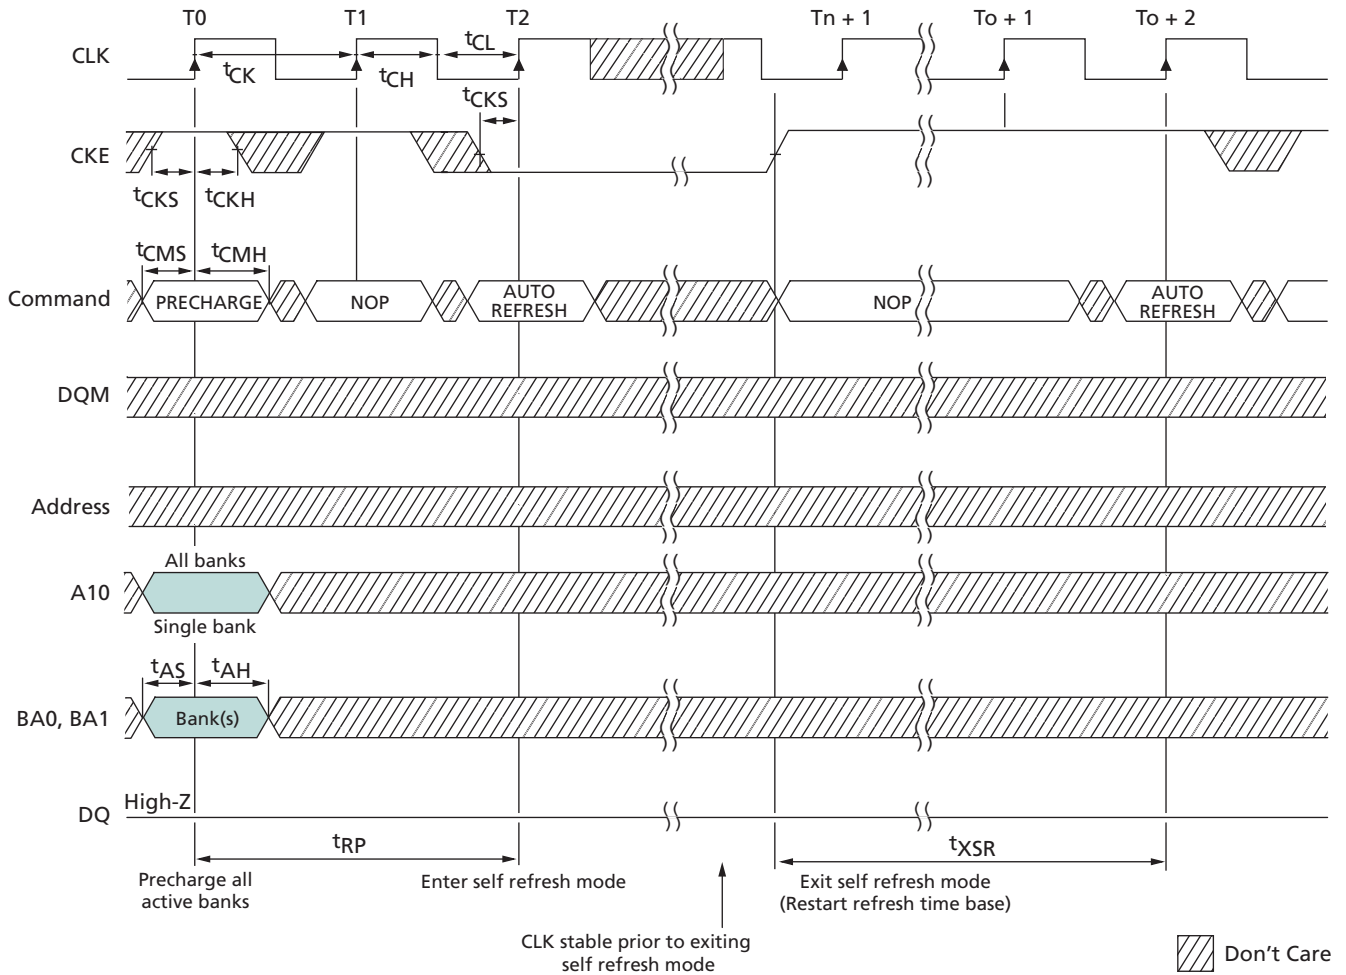 T0 T1 T2 Tn + 1 To + 1 To + 2
CLK
tCK tCH tCL
tCKS
CKE
tCKS tCKH
tCMS tCMH
Command PRECHARGE NOP AUTO REFRESH NOP AUTO REFRESH
DQM
Address
All banks
A10
Single bank
tAS tAH
BA0, BA1 Bank(s)
High-Z
DQ
tRP tXSR
Precharge all
active banks
Enter self refresh mode
Exit self refresh mode
(Restart refresh time base)
CLK stable prior to exiting
self refresh mode
Don't Care